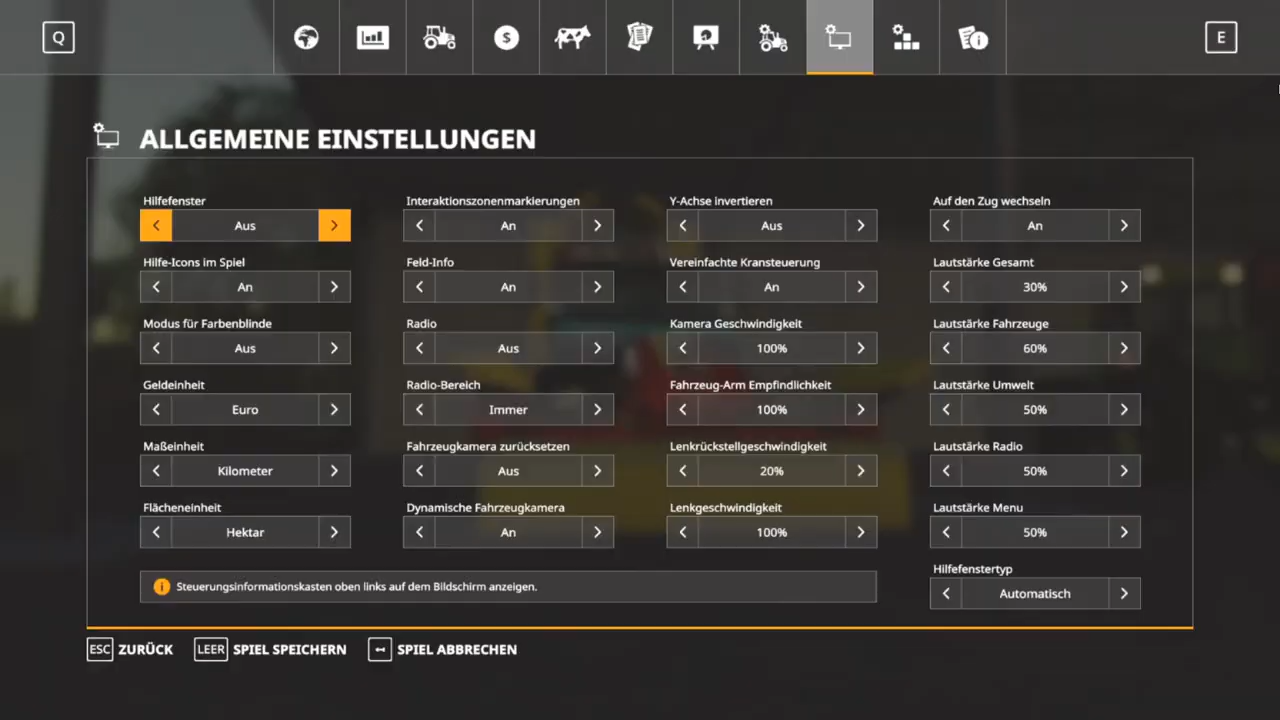 Q
E
ALLGEMEINE EINSTELLUNGEN
Hilfefenster
Aus
Hilfe-Icons im Spiel
An
Modus für Farbenblinde
Aus
Geldeinheit
Euro
Maßeinheit
Kilometer
Flächeneinheit
Hektar
Interaktionszonenmarkierungen
An
Feld-Info
An
Radio
Aus
Radio-Bereich
Immer
Fahrzeugkamera zurücksetzen
Aus
Dynamische Fahrzeugkamera
An
Y-Achse invertieren
Aus
Vereinfachte Kransteuerung
An
Kamera Geschwindigkeit
100%
Fahrzeug-Arm Empfindlichkeit
100%
Lenkrückstellgeschwindigkeit
20%
Lenkgeschwindigkeit
100%
Auf den Zug wechseln
An
Lautstärke Gesamt
30%
Lautstärke Fahrzeuge
60%
Lautstärke Umwelt
50%
Lautstärke Radio
50%
Lautstärke Menu
50%
Hilfefenstertyp
Automatisch
Steuerungsinformationskasten oben links auf dem Bildschirm anzeigen.
ESC ZURÜCK LEER SPIEL SPEICHERN SPIEL ABBRECHEN